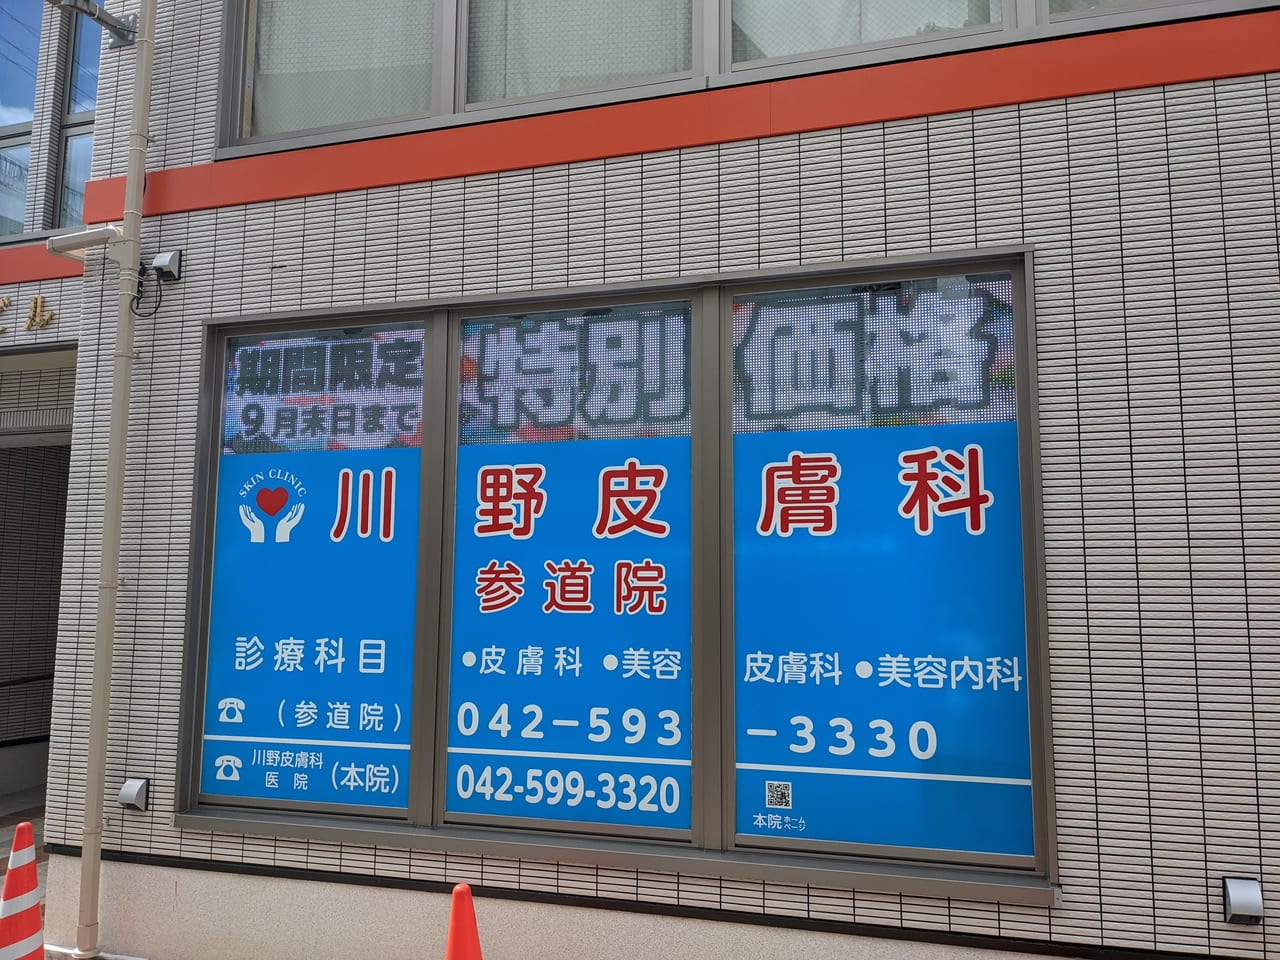 ビル
期間限定 特別価格
9月末日まで
SKIN CLINIC
川野皮膚科
参道院
診療科目 •皮膚科 •美容皮膚科 •美容内科
☎ (参道院) 042−593−3330
☎ 川野皮膚科医院 (本院) 042-599-3320
本院ホームページ